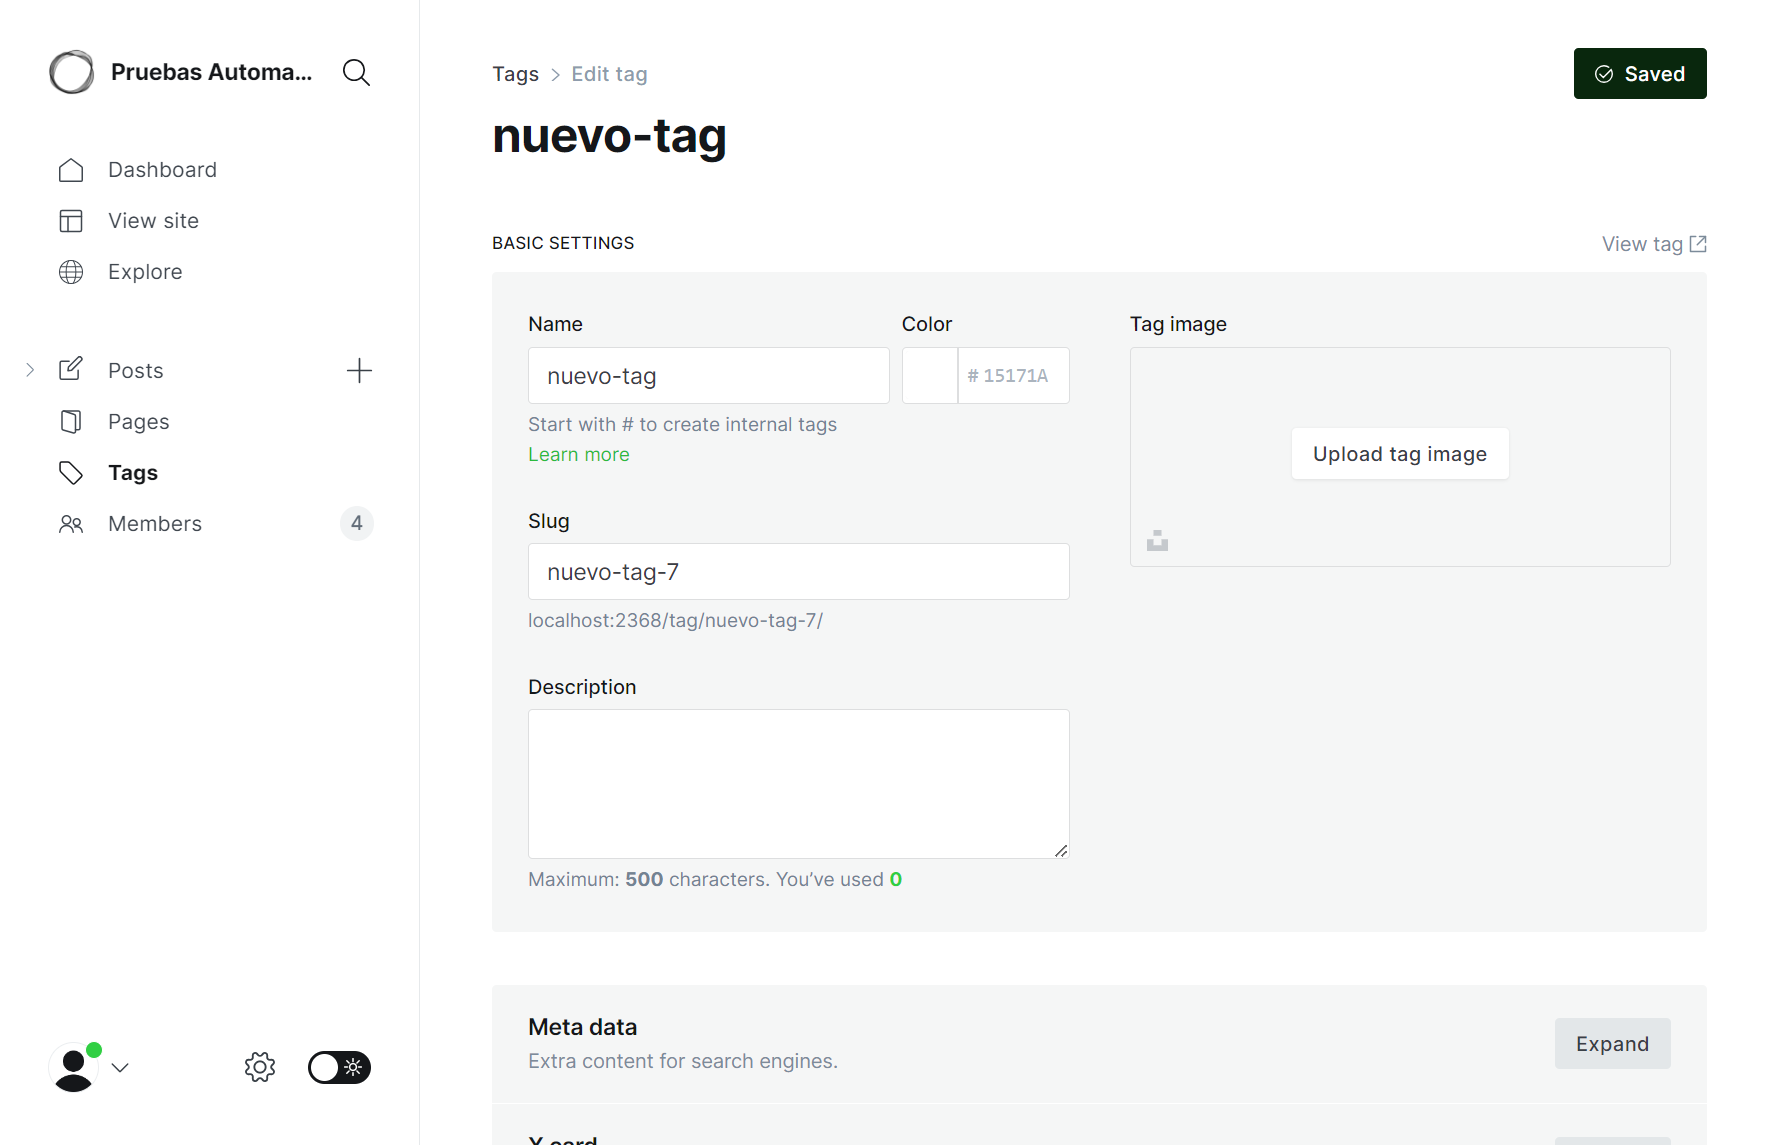 Pruebas Automa...
Dashboard
View site
Explore
Posts
Pages
Tags
Members
4
Tags > Edit tag
Saved
nuevo-tag
BASIC SETTINGS
View tag
Name
Color
Tag image
nuevo-tag
# 15171A
Start with # to create internal tags
Learn more
Upload tag image
Slug
nuevo-tag-7
localhost:2368/tag/nuevo-tag-7/
Description
Maximum: 500 characters. You’ve used 0
Meta data
Extra content for search engines.
Expand
X card